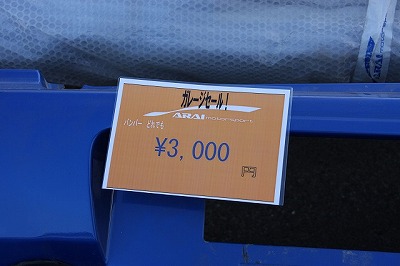 ガレージセール！
ARAI motorsport
バンパー どれでも
¥3,000
円
ARAI